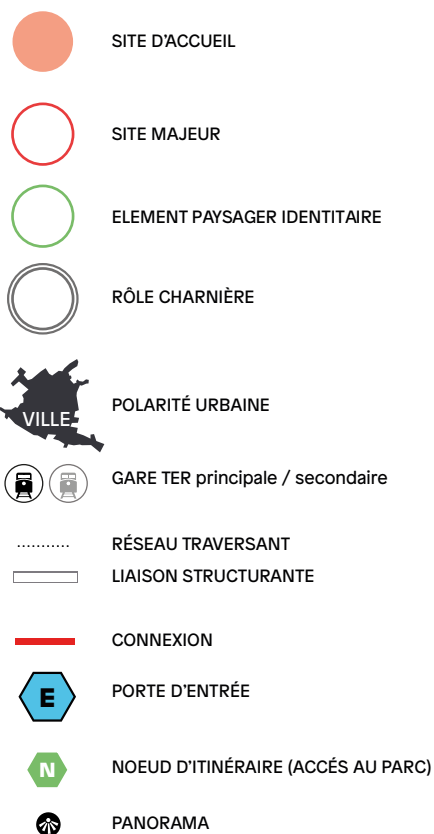 SITE D'ACCUEIL
SITE MAJEUR
ELEMENT PAYSAGER IDENTITAIRE
RÔLE CHARNIÈRE
VILLE
POLARITÉ URBAINE
GARE TER principale / secondaire
RÉSEAU TRAVERSANT
LIAISON STRUCTURANTE
CONNEXION
E
PORTE D'ENTRÉE
N
NOEUD D'ITINÉRAIRE (ACCÉS AU PARC)
PANORAMA